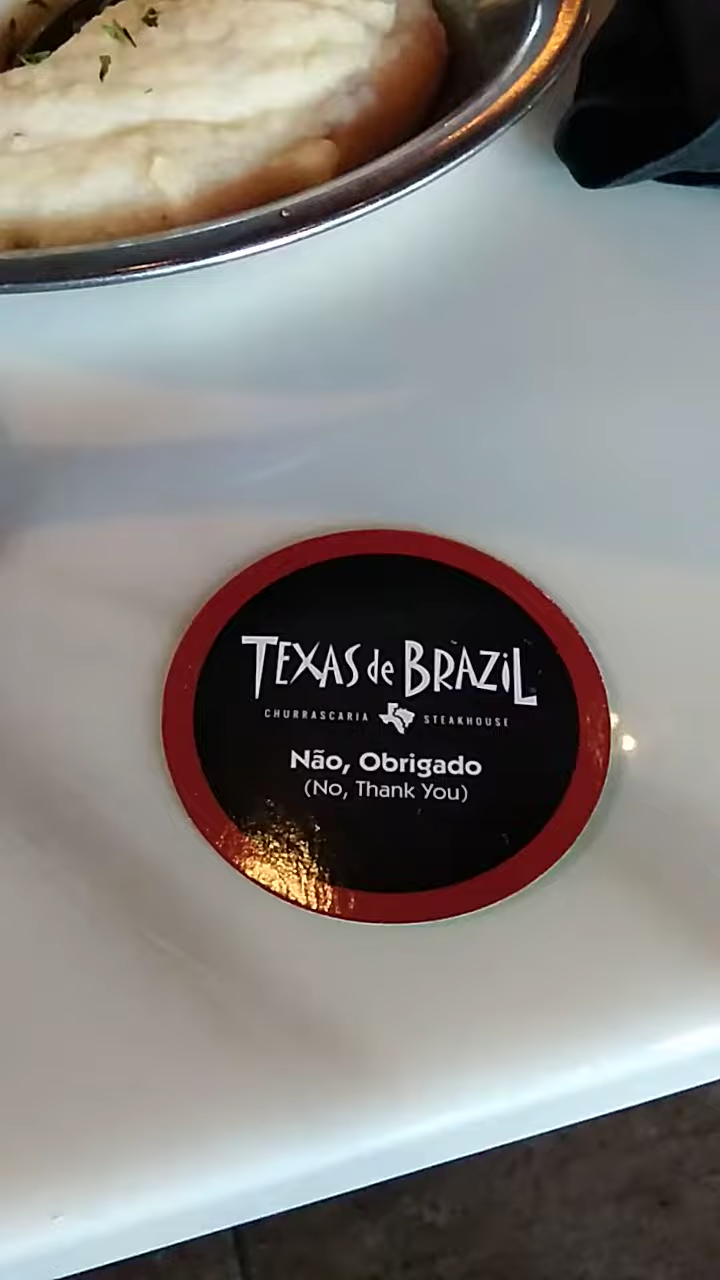 TEXAS de BRAZiL
CHURRASCARIA STEAKHOUSE
Não, Obrigado
(No, Thank You)